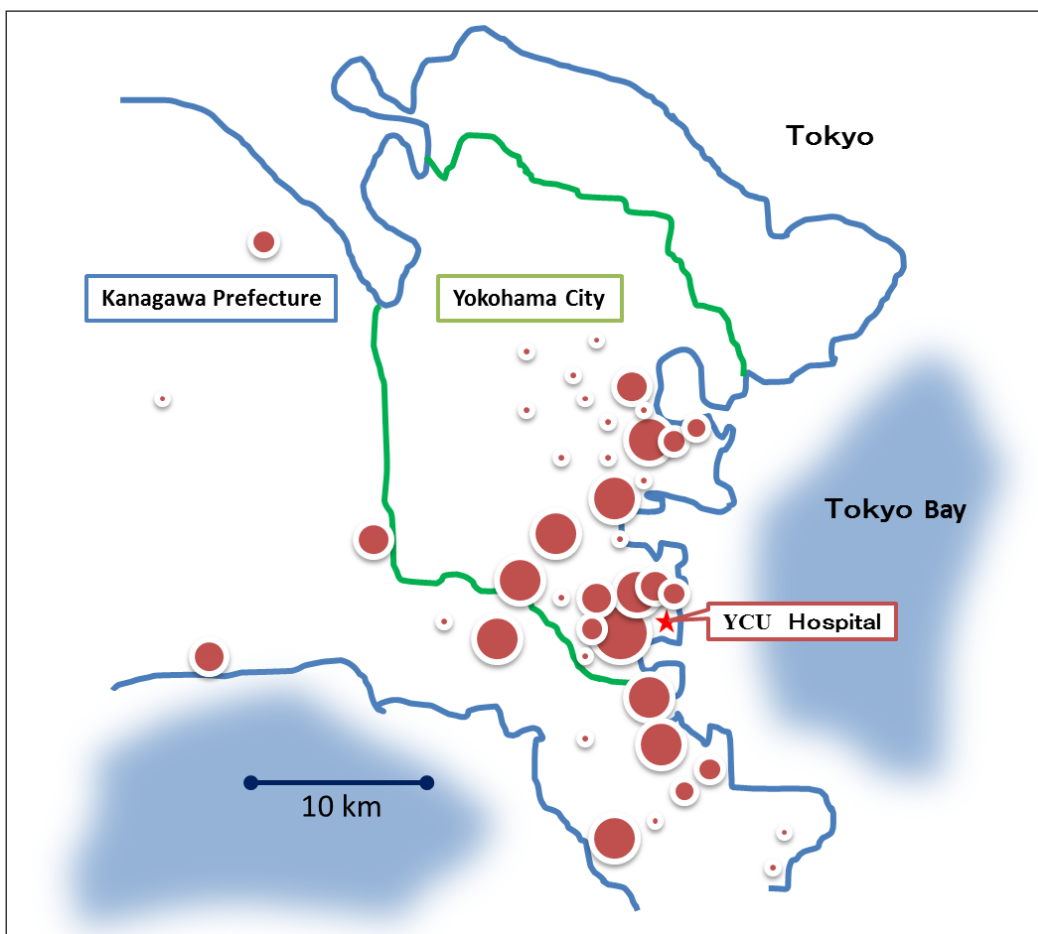 Tokyo
Kanagawa Prefecture
Yokohama City
Tokyo Bay
YCU Hospital
10 km